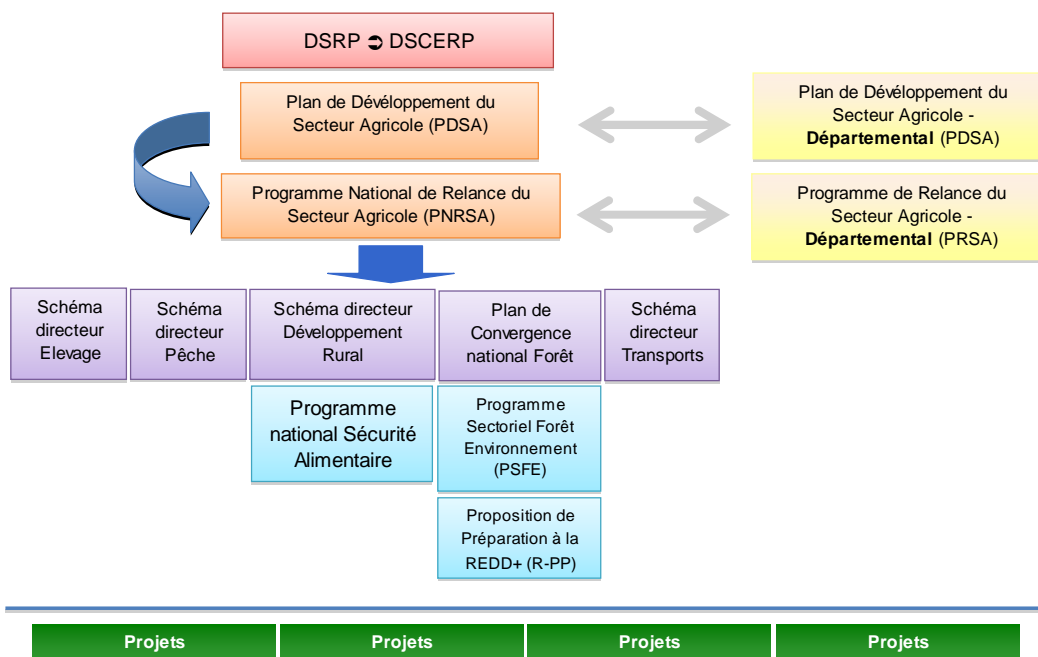 DSRP ➲ DSCERP
Plan de Dévéloppement du
Secteur Agricole (PDSA)
Plan de Dévéloppement du
Secteur Agricole -
Départemental (PDSA)
Programme National de Relance du
Secteur Agricole (PNRSA)
Programme de Relance du
Secteur Agricole -
Départemental (PRSA)
Schéma
directeur
Elevage
Schéma
directeur
Pêche
Schéma directeur
Développement
Rural
Plan de
Convergence
national Forêt
Schéma
directeur
Transports
Programme
national Sécurité
Alimentaire
Programme
Sectoriel Forêt
Environnement
(PSFE)
Proposition de
Préparation à la
REDD+ (R-PP)
Projets
Projets
Projets
Projets